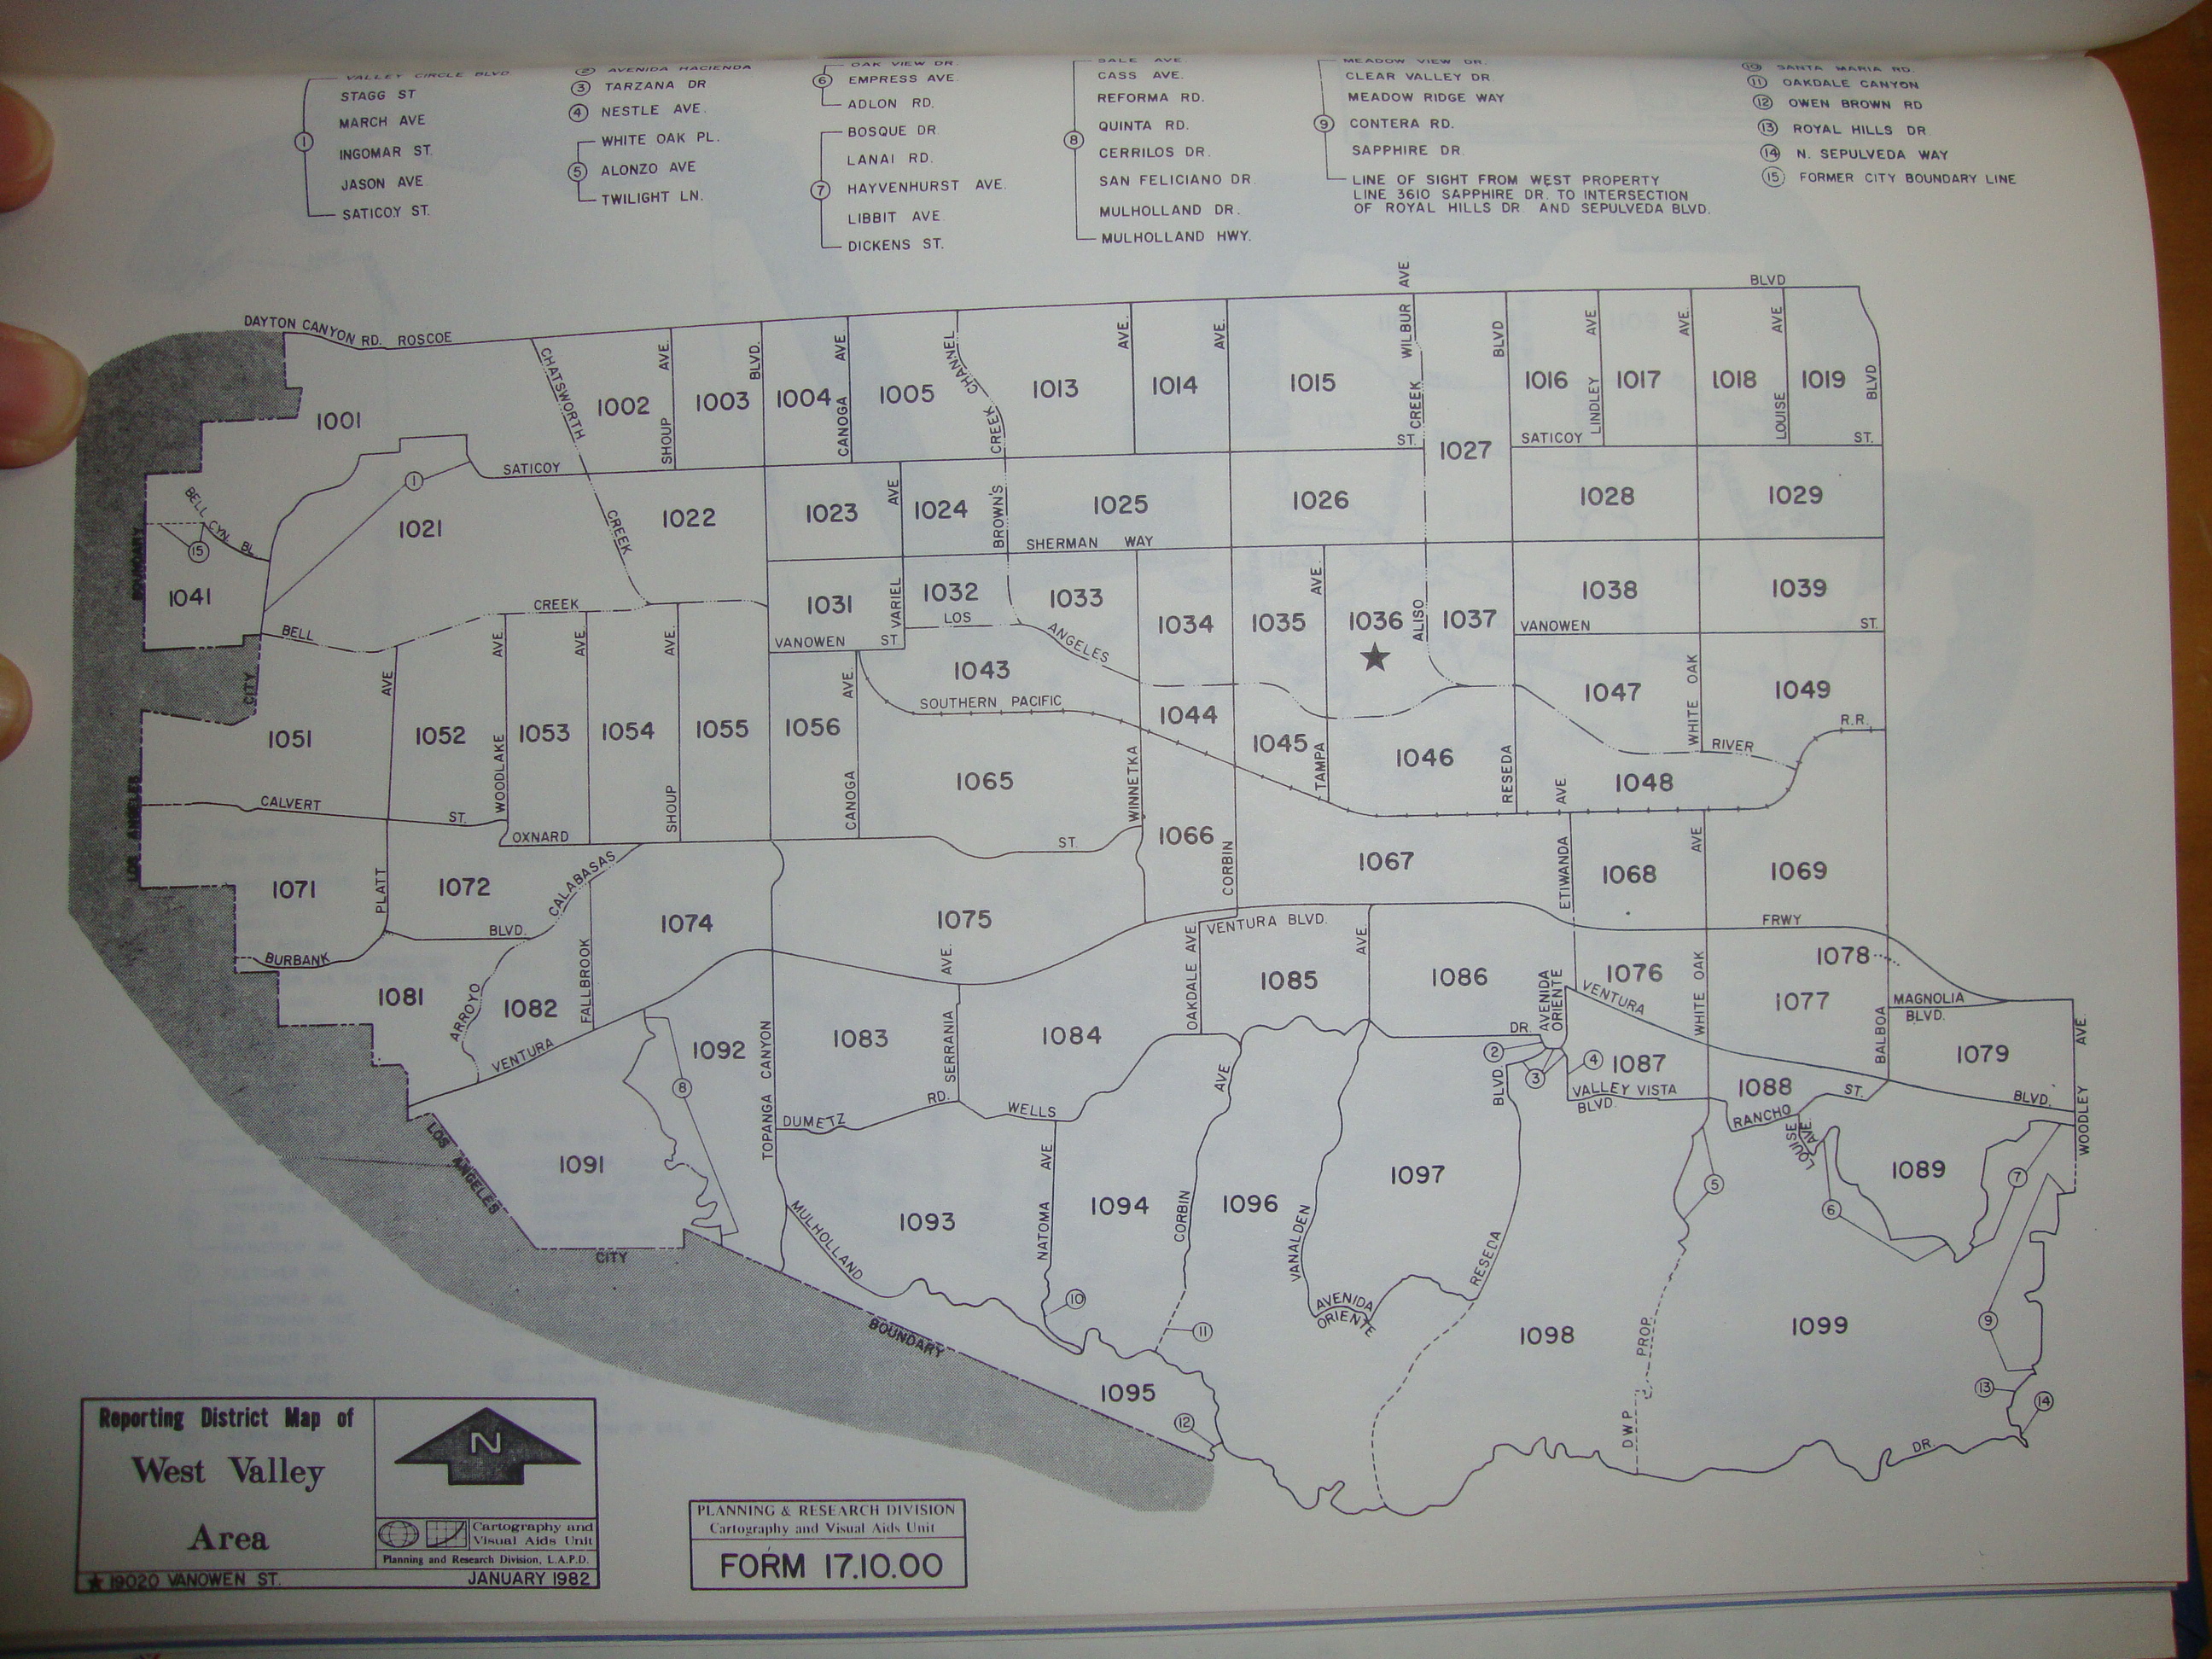 VALLEY CIRCLE BLVD.
STAGG ST
MARCH AVE
INGOMAR ST.
JASON AVE
SATICOY ST.
1
2 AVENIDA HACIENDA
3 TARZANA DR
4 NESTLE AVE.
WHITE OAK PL.
5 ALONZO AVE
TWILIGHT LN.
OAK VIEW DR.
6 EMPRESS AVE.
ADLON RD.
BOSQUE DR.
LANAI RD.
7 HAYVENHURST AVE.
LIBBIT AVE.
DICKENS ST.
SALE AVE.
CASS AVE.
REFORMA RD.
QUINTA RD.
8
CERRILOS DR.
SAN FELICIANO DR.
MULHOLLAND DR.
MULHOLLAND HWY.
MEADOW VIEW DR.
CLEAR VALLEY DR.
MEADOW RIDGE WAY
9 CONTERA RD.
SAPPHIRE DR.
LINE OF SIGHT FROM WEST PROPERTY
LINE 3610 SAPPHIRE DR. TO INTERSECTION
OF ROYAL HILLS DR. AND SEPULVEDA BLVD.
10 SANTA MARIA RD.
11 OAKDALE CANYON
12 OWEN BROWN RD
13 ROYAL HILLS DR.
14 N. SEPULVEDA WAY
15 FORMER CITY BOUNDARY LINE
DAYTON CANYON RD. ROSCOE
BLVD
CHATSWORTH
CREEK
SHOUP AVE.
BLVD.
CANOGA AVE
CHANNEL
CREEK
BROWN'S
AVE.
AVE.
WILBUR AVE
CREEK
ALISO
BLVD
LINDLEY AVE
AVE.
LOUISE AVE
BLVD
1001
1002
1003
1004
1005
1013
1014
1015
1016
1017
1018
1019
SATICOY
ST.
SATICOY
ST.
1027
BELL CYN. BL
15
1
1021
1022
1023
AVE
1024
1025
1026
1028
1029
SHERMAN WAY
BOUNDARY
1041
BELL
CREEK
1031
VARIEL
1032
1033
1034
1035
AVE.
1036
1037
1038
1039
VANOWEN ST.
LOS
ANGELES
VANOWEN
ST.
CITY
AVE
AVE.
AVE.
AVE.
AVE.
1043
SOUTHERN PACIFIC
1044
1045
TAMPA
1046
RESEDA
1047
WHITE OAK
1049
R.R.
RIVER
1048
1051
1052
WOODLAKE
1053
1054
SHOUP
1055
1056
CANOGA
1065
WINNETKA
1066
CORBIN
1067
AVE
ETIWANDA
1068
AVE
1069
LOS ANGELES
CALVERT
ST.
OXNARD
ST.
1071
PLATT
1072
CALABASAS
BLVD.
BURBANK
1074
1075
VENTURA BLVD.
FRWY
1078
1081
ARROYO
1082
FALLBROOK
VENTURA
AVE.
OAKDALE AVE
1085
AVE.
1086
AVENIDA
ORIENTE
1076
VENTURA
WHITE OAK
1077
BALBOA
MAGNOLIA
BLVD.
1079
AVE.
WOODLEY
1092
8
TOPANGA CANYON
1083
SERRANIA
1084
DUMETZ
RD.
WELLS
DR.
2
3
4
BLVD.
1087
VALLEY VISTA
BLVD.
1088
RANCHO
ST.
BLVD.
LOUISE AVE
LOS ANGELES
1091
CITY
BOUNDARY
MULHOLLAND
1093
NATOMA AVE
1094
CORBIN AVE
1096
VANALDEN
1097
AVENIDA
ORIENTE
RESEDA
5
6
1089
7
10
11
1095
12
1098
DWP PROP.
1099
9
13
14
DR.
Reporting District Map of
West Valley
Area
★ 19020 VANOWEN ST.
N
Cartography and
Visual Aids Unit
Planning and Research Division, L.A.P.D.
JANUARY 1982
PLANNING & RESEARCH DIVISION
Cartography and Visual Aids Unit
FORM 17.10.00